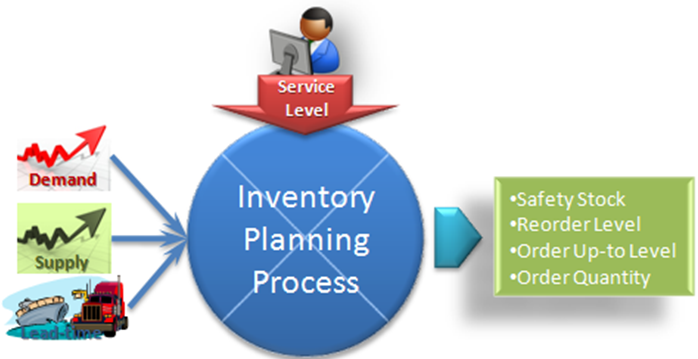 Service
Level
Demand
Supply
Lead-time
Inventory
Planning
Process
•Safety Stock
•Reorder Level
•Order Up-to Level
•Order Quantity